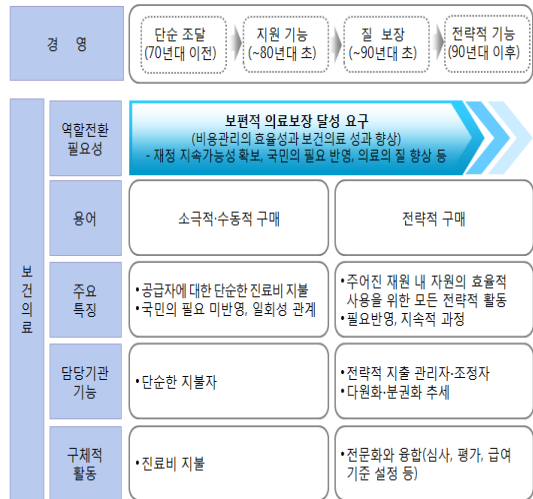 경 영
단순 조달
(70년대 이전)
지원 기능
(~80년대 초)
질 보장
(~90년대 초)
전략적 기능
(90년대 이후)
보건의료
역할전환
필요성
보편적 의료보장 달성 요구
(비용관리의 효율성과 보건의료 성과 향상)
- 재정 지속가능성 확보, 국민의 필요 반영, 의료의 질 향상 등
용어
소극적·수동적 구매
전략적 구매
주요
특징
•공급자에 대한 단순한 진료비 지불
•국민의 필요 미반영, 일회성 관계
•주어진 재원 내 자원의 효율적
사용을 위한 모든 전략적 활동
•필요반영, 지속적 과정
담당기관
기능
•단순한 지불자
•전략적 지출 관리자·조정자
•다원화·분권화 추세
구체적
활동
•진료비 지불
•전문화와 융합(심사, 평가, 급여
기준 설정 등)